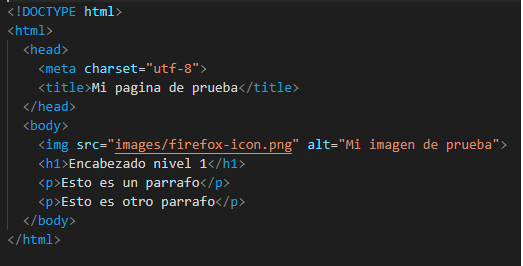 <!DOCTYPE html>
<html>
<head>
<meta charset="utf-8">
<title>Mi pagina de prueba</title>
</head>
<body>
<img src="images/firefox-icon.png" alt="Mi imagen de prueba">
<h1>Encabezado nivel 1</h1>
<p>Esto es un parrafo</p>
<p>Esto es otro parrafo</p>
</body>
</html>